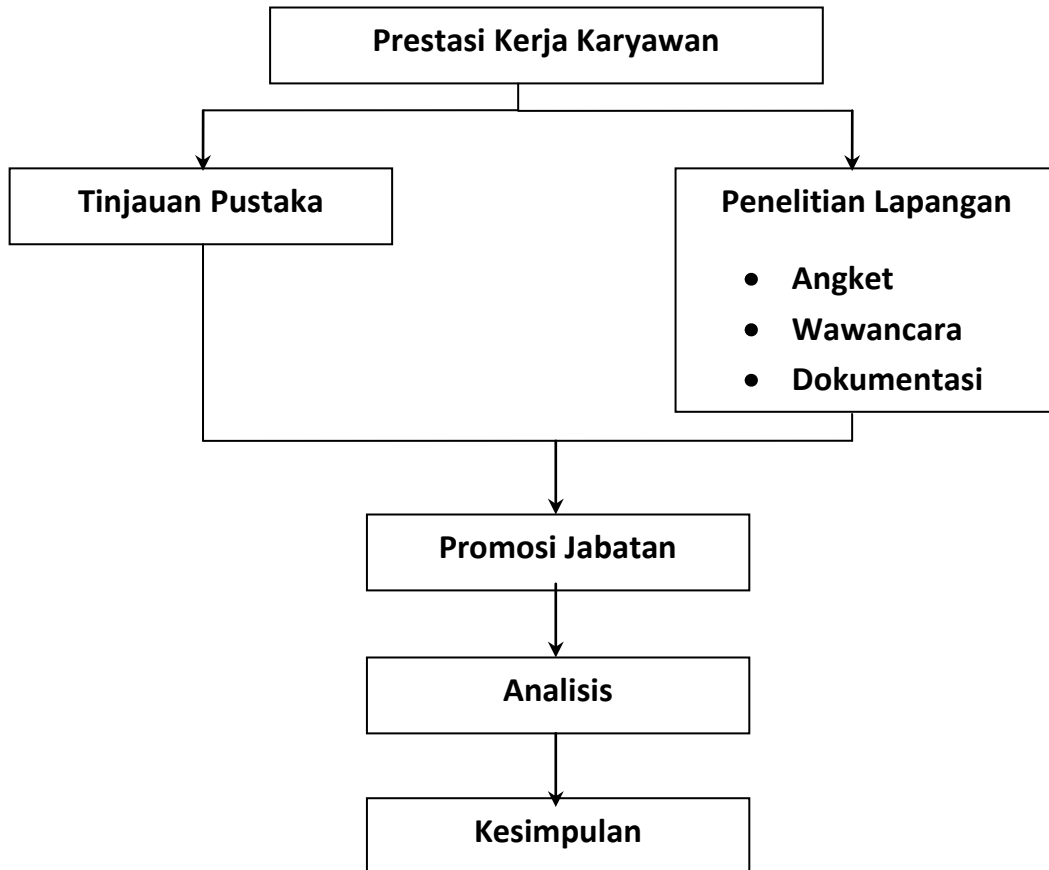 Prestasi Kerja Karyawan
Tinjauan Pustaka
Penelitian Lapangan
• Angket
• Wawancara
• Dokumentasi
Promosi Jabatan
Analisis
Kesimpulan